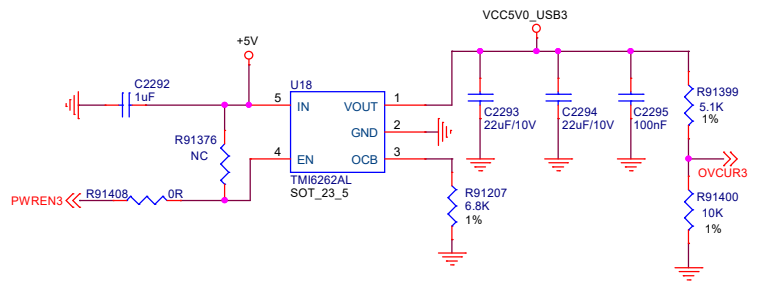 VCC5V0_USB3
+5V
C2292
1uF
U18
5 IN VOUT 1
GND 2
4 EN OCB 3
TMI6262AL
SOT_23_5
R91376
NC
PWREN3
R91408 0R
C2293
22uF/10V
C2294
22uF/10V
C2295
100nF
R91399
5.1K
1%
OVCUR3
R91207
6.8K
1%
R91400
10K
1%